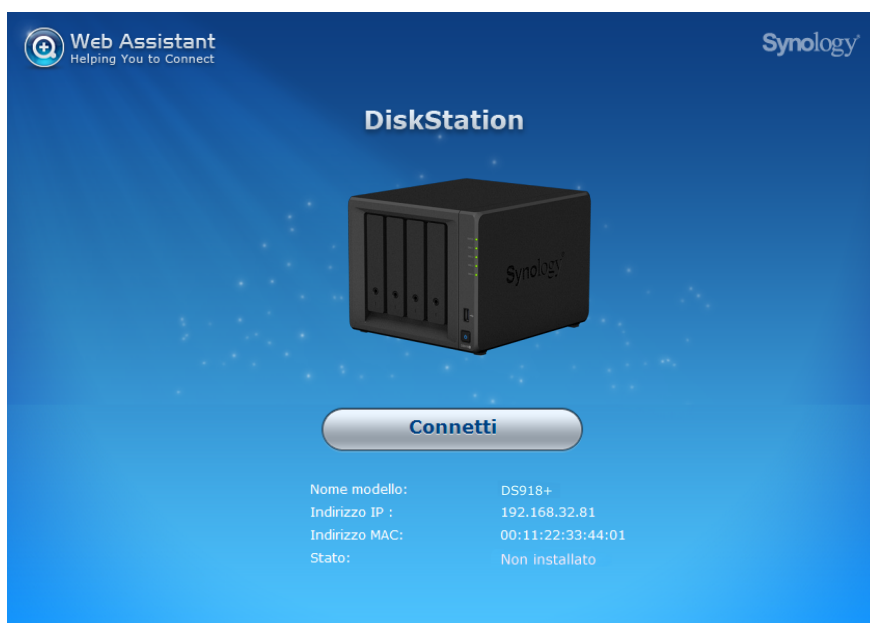 Web Assistant
Helping You to Connect
Synology
DiskStation
Synology
Connetti
Nome modello: DS918+
Indirizzo IP : 192.168.32.81
Indirizzo MAC: 00:11:22:33:44:01
Stato: Non installato